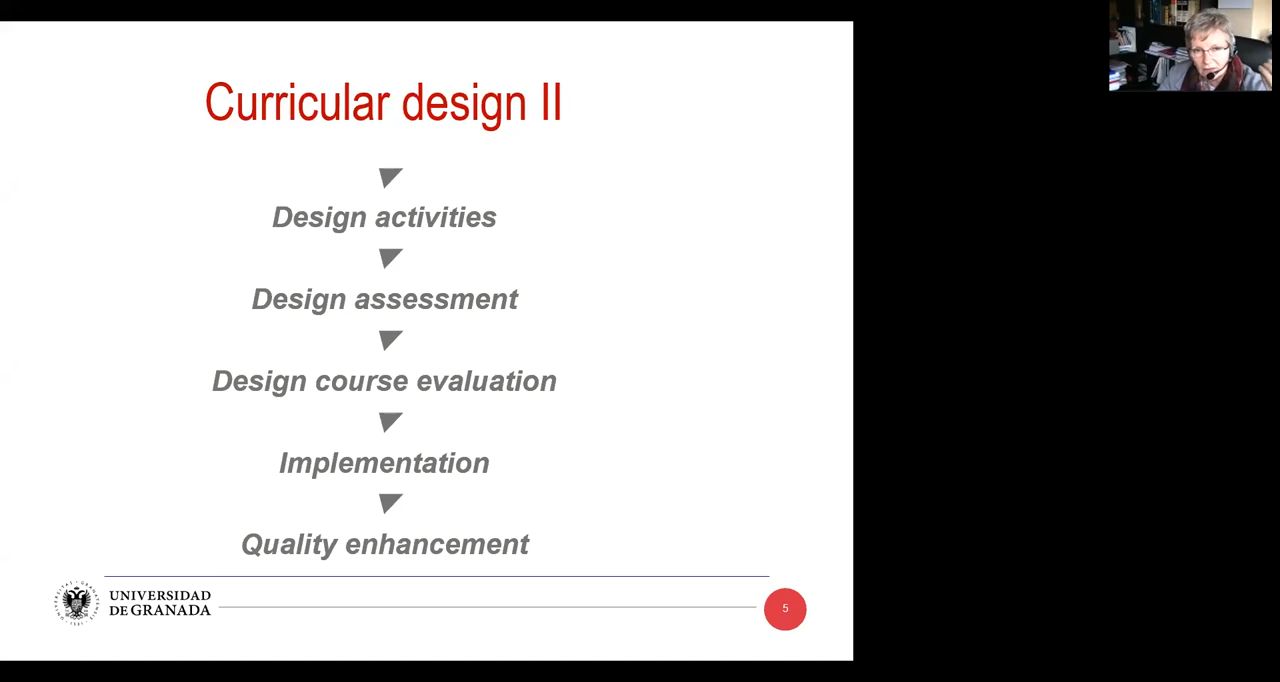 Curricular design II
Design activities
Design assessment
Design course evaluation
Implementation
Quality enhancement
UNIVERSIDAD
DE GRANADA
5